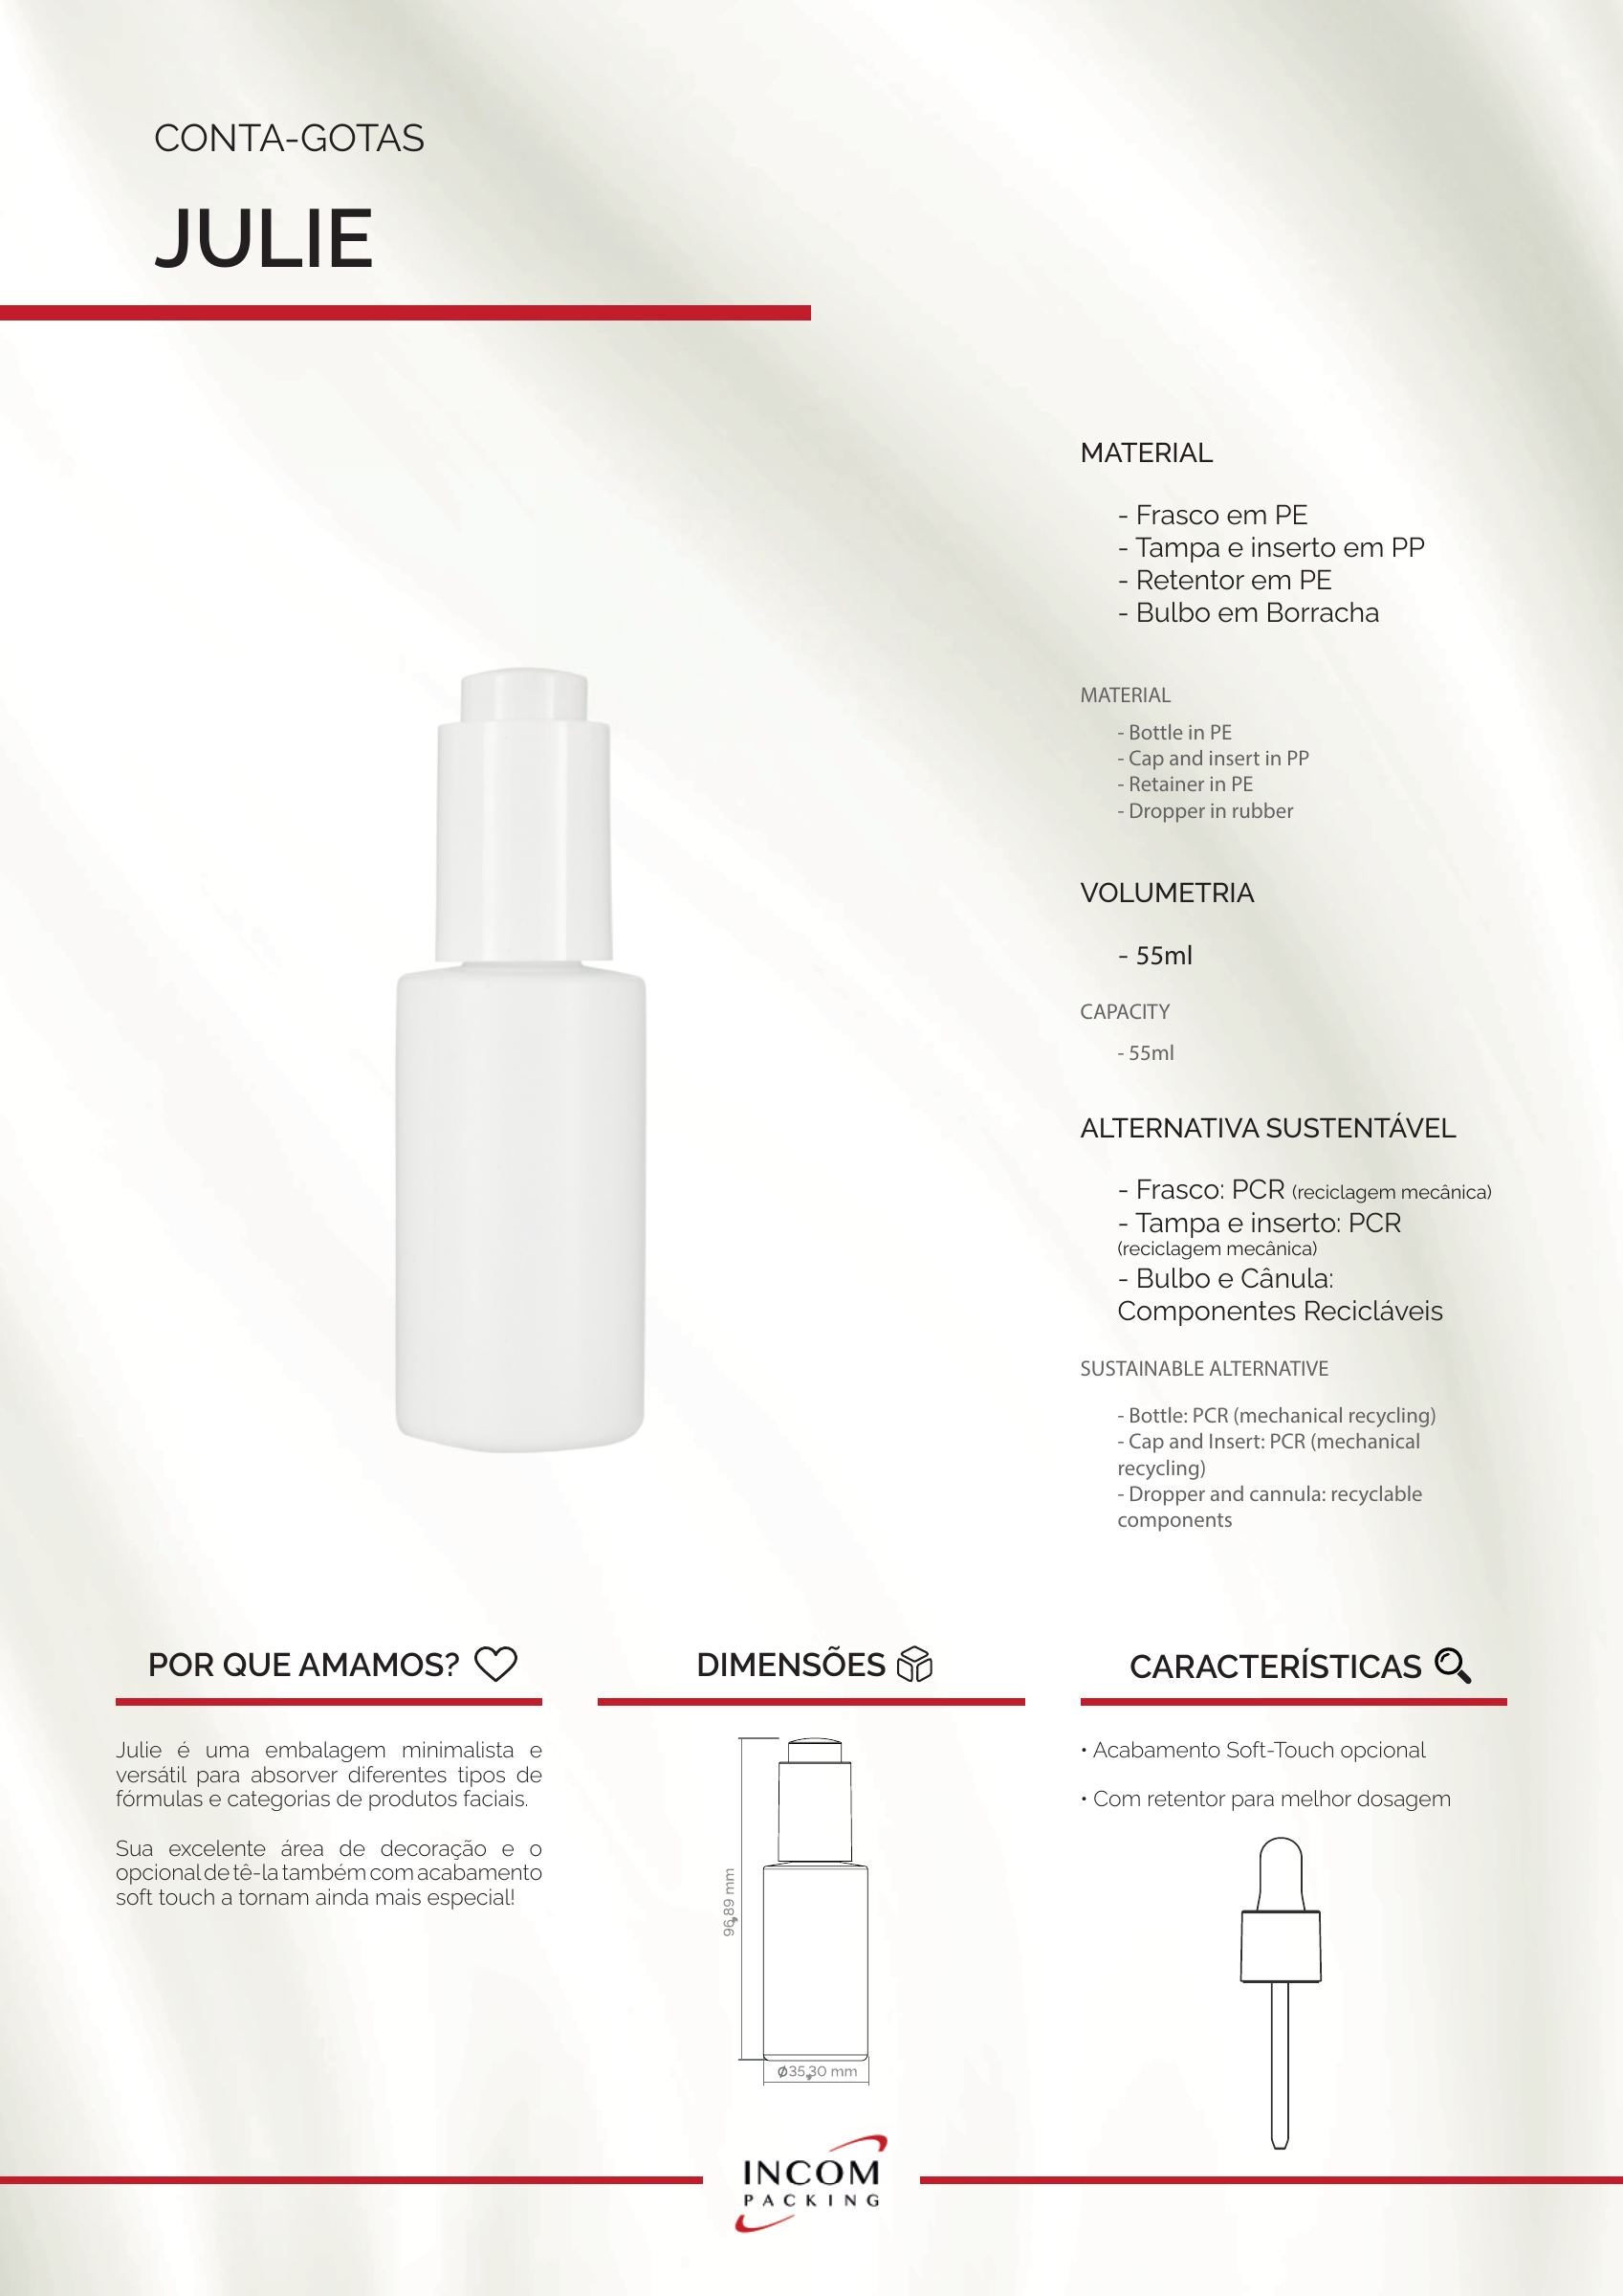 CONTA-GOTAS
JULIE
MATERIAL
- Frasco em PE
- Tampa e inserto em PP
- Retentor em PE
- Bulbo em Borracha
MATERIAL
- Bottle in PE
- Cap and insert in PP
- Retainer in PE
- Dropper in rubber
VOLUMETRIA
- 55ml
CAPACITY
- 55ml
ALTERNATIVA SUSTENTÁVEL
- Frasco: PCR (reciclagem mecânica)
- Tampa e inserto: PCR
(reciclagem mecânica)
- Bulbo e Cânula:
Componentes Recicláveis
SUSTAINABLE ALTERNATIVE
- Bottle: PCR (mechanical recycling)
- Cap and Insert: PCR (mechanical
recycling)
- Dropper and cannula: recyclable
components
POR QUE AMAMOS?
Julie é uma embalagem minimalista e
versátil para absorver diferentes tipos de
fórmulas e categorias de produtos faciais.
Sua excelente área de decoração e o
opcional de tê-la também com acabamento
soft touch a tornam ainda mais especial!
DIMENSÕES
96,89 mm
Ø35,30 mm
CARACTERÍSTICAS
• Acabamento Soft-Touch opcional
• Com retentor para melhor dosagem
INCOM
PACKING